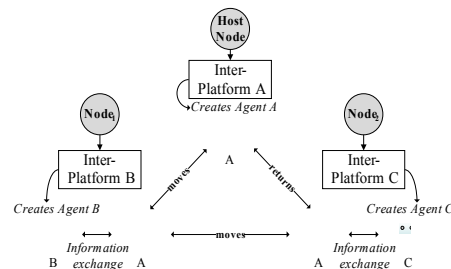 Host
Node
Inter-
Platform A
Creates Agent A
Node1
Node2
Inter-
Platform B
A
Inter-
Platform C
moves
returns
Creates Agent B
Creates Agent C
moves
Information
exchange
B
A
A
Information
exchange
C